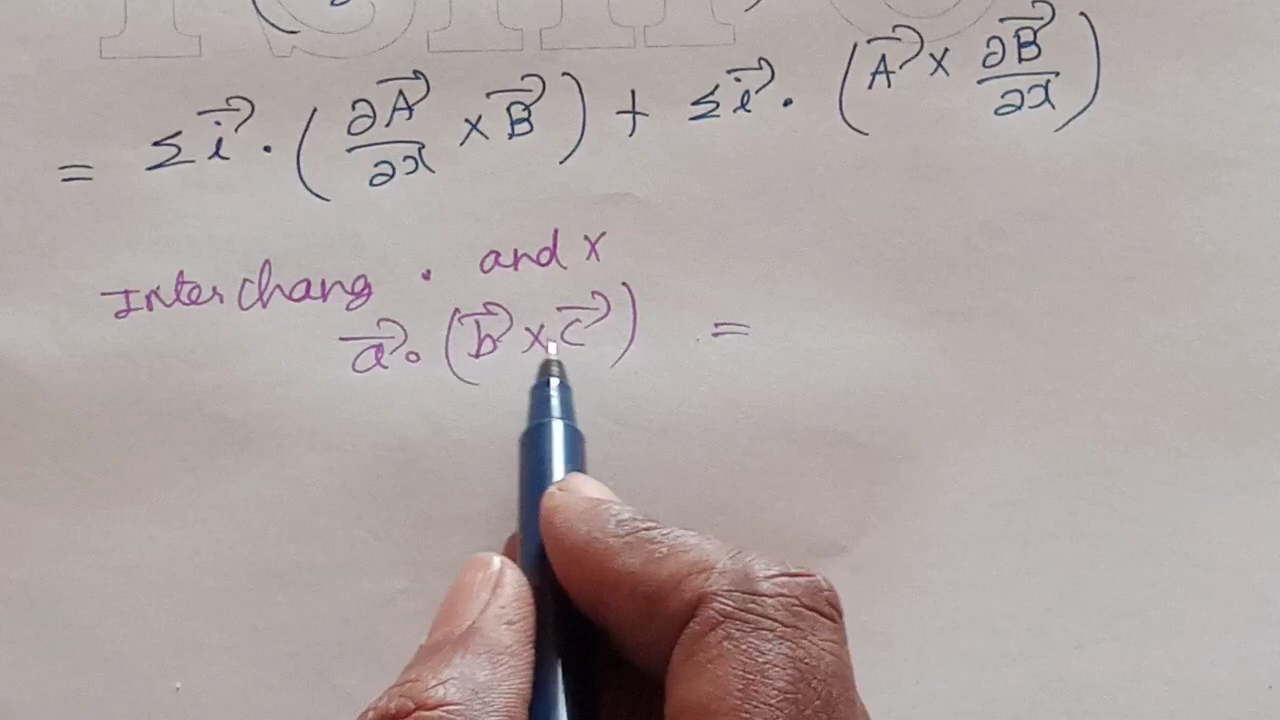 = Σ i⃗ · ( ∂A⃗/∂x × B⃗ ) + Σ i⃗ · ( A⃗ × ∂B⃗/∂x )
Interchang · and x
a⃗ · ( b⃗ × c⃗ ) =